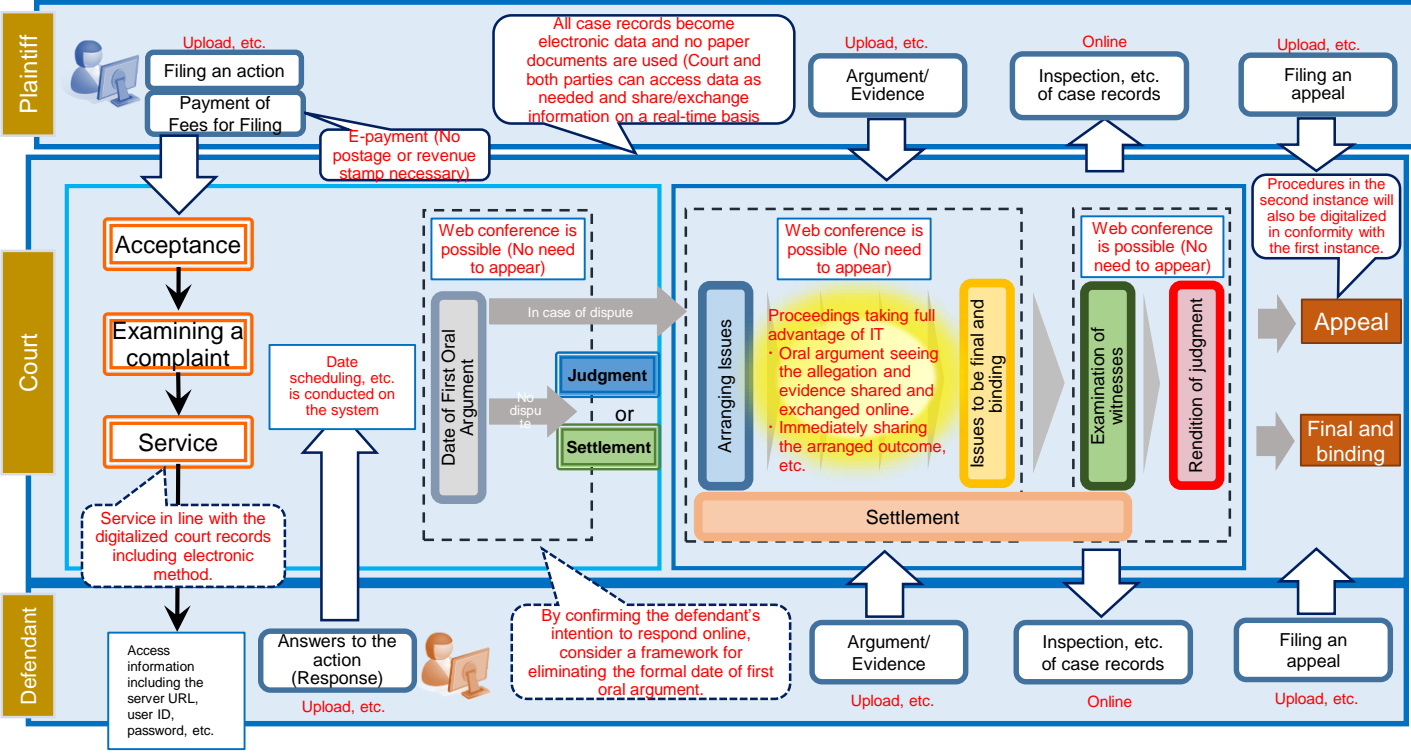 Plaintiff
Upload, etc.
Filing an action
Payment of
Fees for Filing
E-payment (No
postage or revenue
stamp necessary)
All case records become
electronic data and no paper
documents are used (Court and
both parties can access data as
needed and share/exchange
information on a real-time basis
Upload, etc.
Argument/
Evidence
Online
Inspection, etc.
of case records
Upload, etc.
Filing an
appeal
Court
Acceptance
Examining a
complaint
Service
Service in line with the
digitalized court records
including electronic
method.
Date
scheduling, etc.
is conducted on
the system
Web conference is
possible (No need
to appear)
Date of First Oral
Argument
In case of dispute
No
dispu
te
Judgment
or
Settlement
Web conference is
possible (No need
to appear)
Arranging Issues
Proceedings taking full
advantage of IT
・Oral argument seeing
the allegation and
evidence shared and
exchanged online.
・Immediately sharing
the arranged outcome,
etc.
Issues to be final and
binding
Web conference
is possible (No
need to appear)
Examination of
witnesses
Rendition of judgment
Settlement
Procedures in the
second instance will
also be digitalized
in conformity with
the first instance.
Appeal
Final and
binding
Defendant
Access
information
including the
server URL,
user ID,
password, etc.
Answers to the
action
(Response)
Upload, etc.
By confirming the defendant's
intention to respond online,
consider a framework for
eliminating the formal date of first
oral argument.
Argument/
Evidence
Upload, etc.
Inspection, etc.
of case records
Online
Filing an
appeal
Upload, etc.